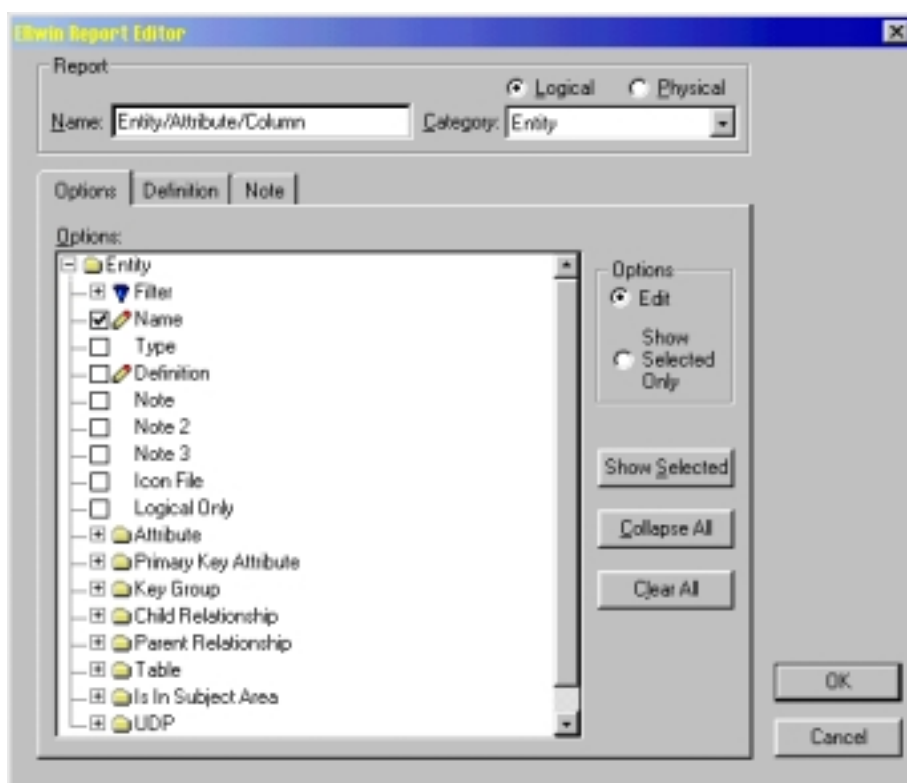 ERwin Report Editor
Report
Logical Physical
Name: Entity/Attribute/Column Category: Entity
Options Definition Note
Options:
Entity
Filter
Name
Type
Definition
Note
Note 2
Note 3
Icon File
Logical Only
Attribute
Primary Key Attribute
Key Group
Child Relationship
Parent Relationship
Table
Is In Subject Area
UDP
Options
Edit
Show
Selected
Only
Show Selected
Collapse All
Clear All
OK
Cancel